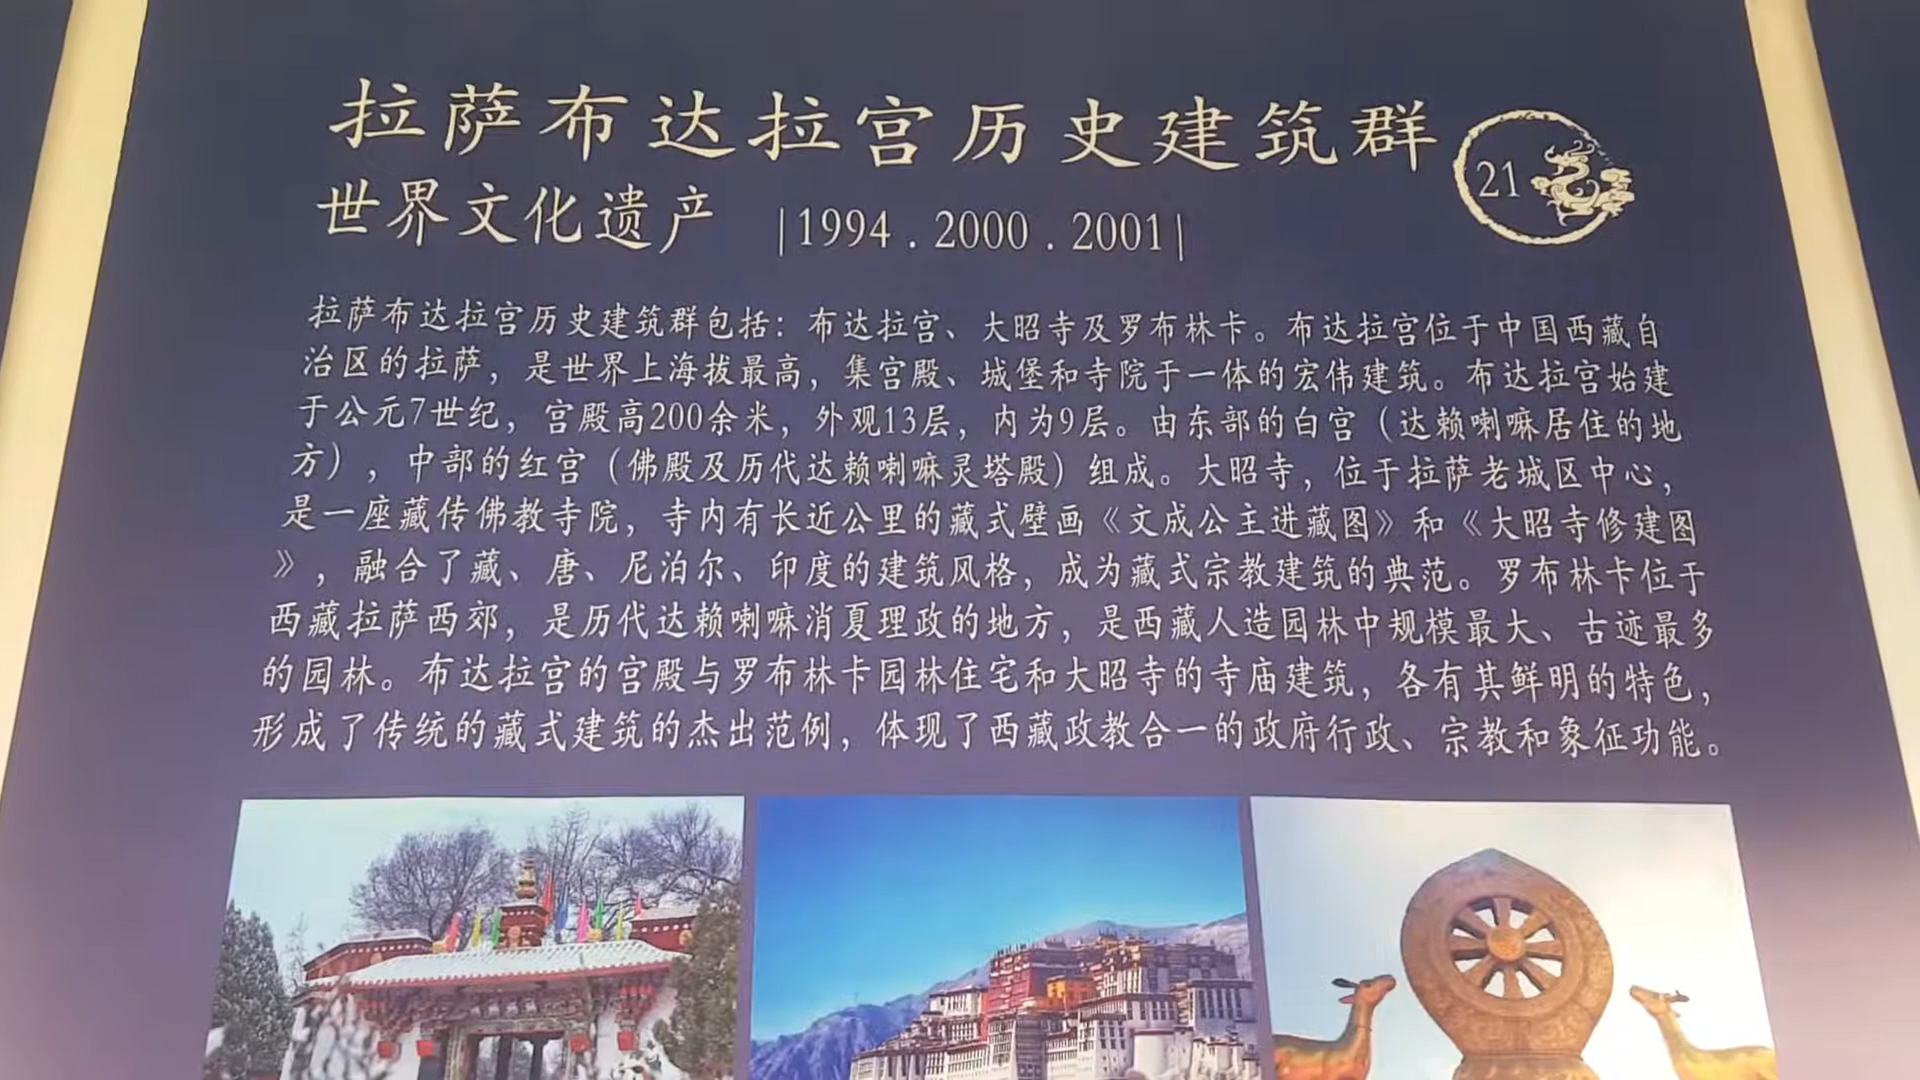 拉萨布达拉宫历史建筑群
21
世界文化遗产 |1994 . 2000 . 2001|
拉萨布达拉宫历史建筑群包括：布达拉宫、大昭寺及罗布林卡。布达拉宫位于中国西藏自
治区的拉萨，是世界上海拔最高，集宫殿、城堡和寺院于一体的宏伟建筑。布达拉宫始建
于公元7世纪，宫殿高200余米，外观13层，内为9层。由东部的白宫（达赖喇嘛居住的地
方），中部的红宫（佛殿及历代达赖喇嘛灵塔殿）组成。大昭寺，位于拉萨老城区中心，
是一座藏传佛教寺院，寺内有长近公里的藏式壁画《文成公主进藏图》和《大昭寺修建图
》，融合了藏、唐、尼泊尔、印度的建筑风格，成为藏式宗教建筑的典范。罗布林卡位于
西藏拉萨西郊，是历代达赖喇嘛消夏理政的地方，是西藏人造园林中规模最大、古迹最多
的园林。布达拉宫的宫殿与罗布林卡园林住宅和大昭寺的寺庙建筑，各有其鲜明的特色，
形成了传统的藏式建筑的杰出范例，体现了西藏政教合一的政府行政、宗教和象征功能。